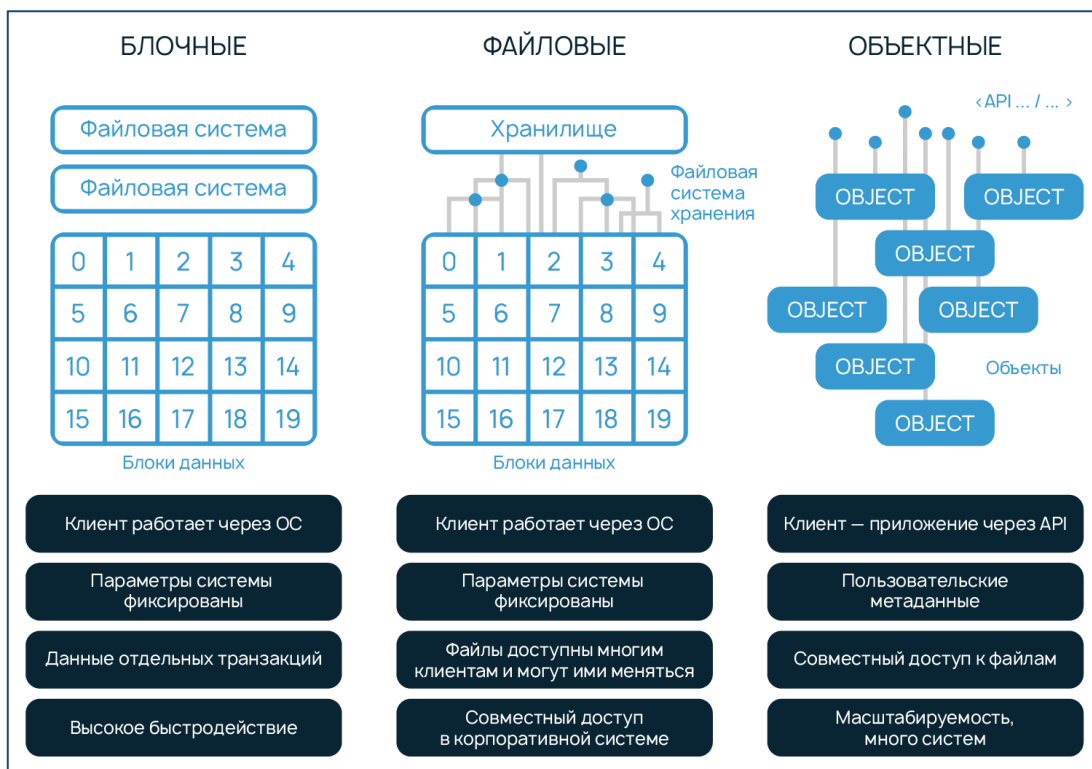 БЛОЧНЫЕ
Файловая система
Файловая система
0 1 2 3 4
5 6 7 8 9
10 11 12 13 14
15 16 17 18 19
Блоки данных
Клиент работает через ОС
Параметры системы
фиксированы
Данные отдельных транзакций
Высокое быстродействие
ФАЙЛОВЫЕ
Хранилище
Файловая
система
хранения
0 1 2 3 4
5 6 7 8 9
10 11 12 13 14
15 16 17 18 19
Блоки данных
Клиент работает через ОС
Параметры системы
фиксированы
Файлы доступны многим
клиентам и могут ими меняться
Совместный доступ
в корпоративной системе
ОБЪЕКТНЫЕ
‹API ... / ... ›
OBJECT
OBJECT
OBJECT
OBJECT
OBJECT
OBJECT
Объекты
OBJECT
Клиент — приложение через API
Пользовательские
метаданные
Совместный доступ к файлам
Масштабируемость,
много систем